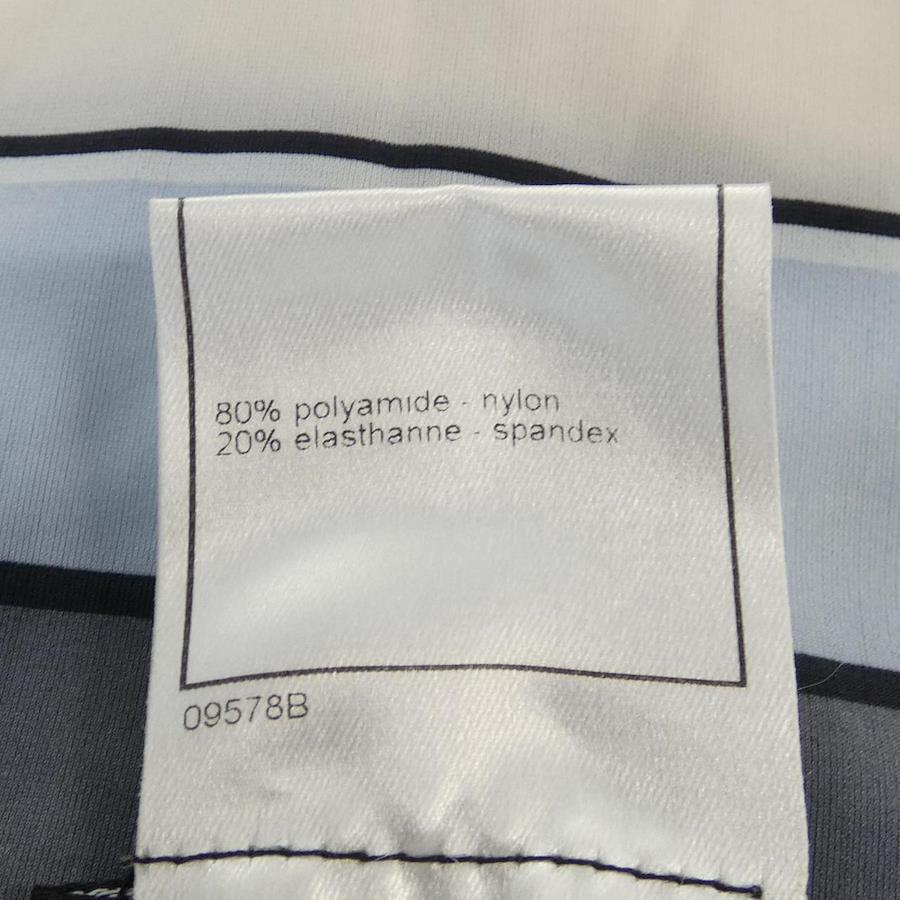 80% polyamide - nylon
20% elasthanne - spandex
09578B